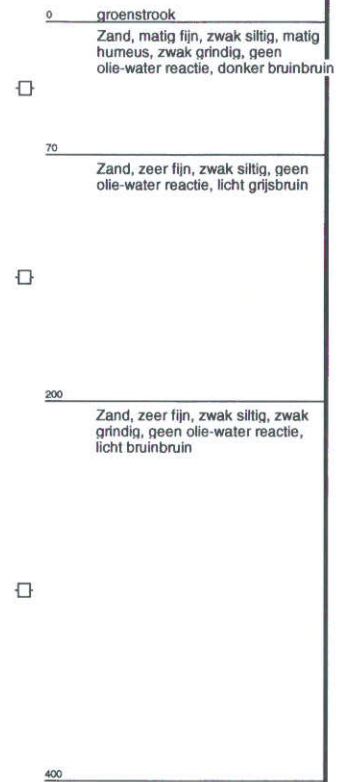 0 groenstrook
Zand, matig fijn, zwak siltig, matig
humeus, zwak grindig, geen
olie-water reactie, donker bruinbruin
70
Zand, zeer fijn, zwak siltig, geen
olie-water reactie, licht grijsbruin
200
Zand, zeer fijn, zwak siltig, zwak
grindig, geen olie-water reactie,
licht bruinbruin
400